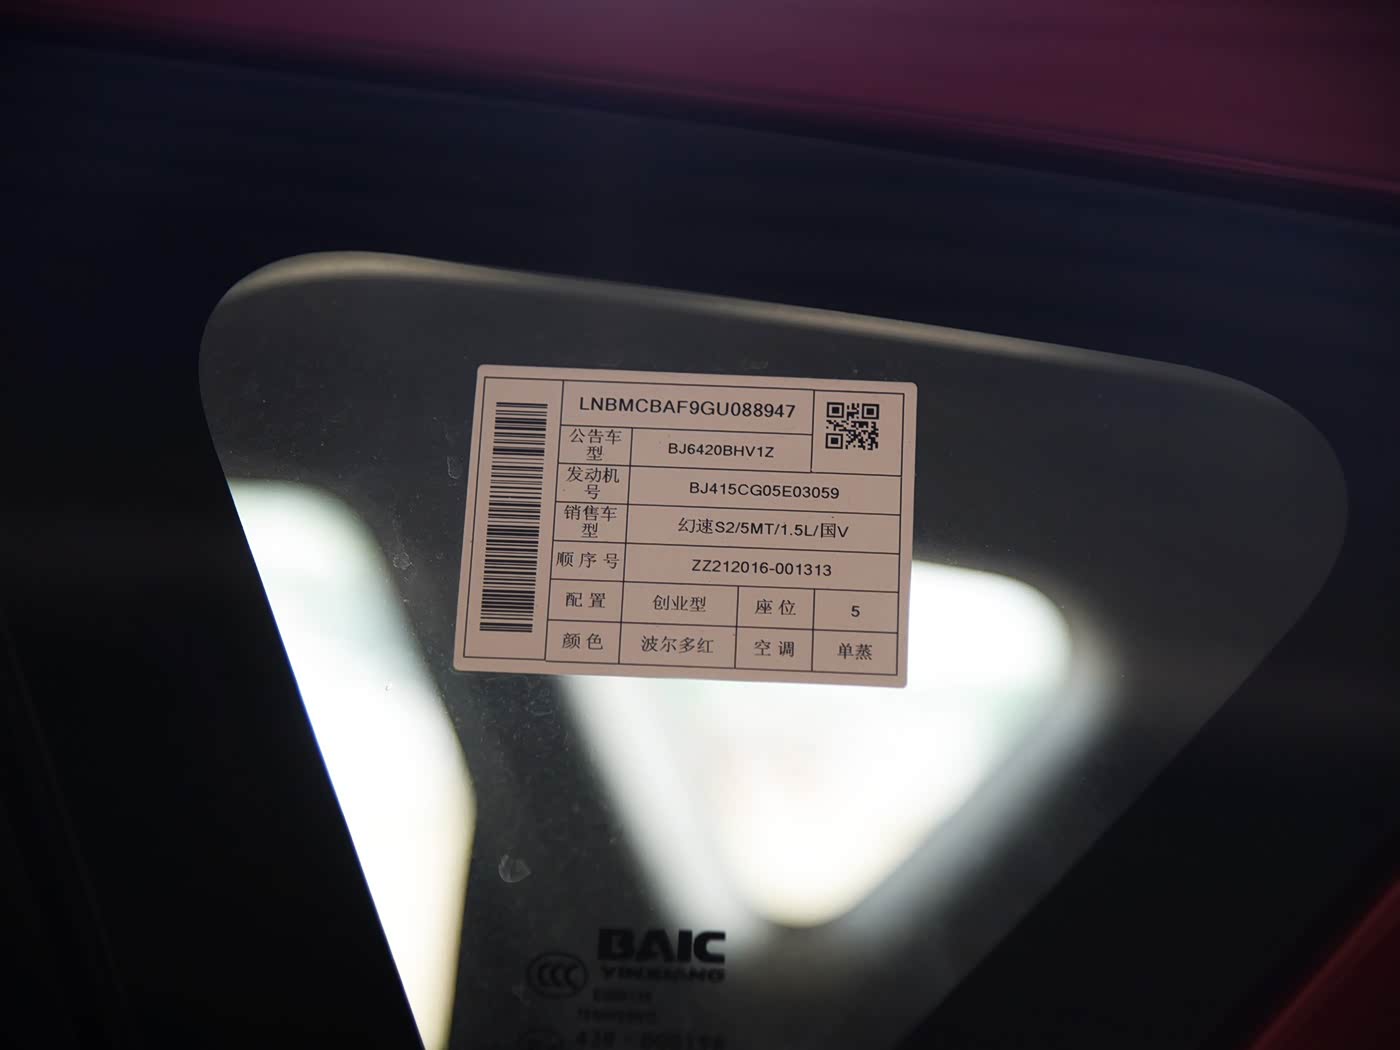 LNBMCBAF9GU088947
公告车型 BJ6420BHV1Z
发动机号 BJ415CG05E03059
销售车型 幻速S2/5MT/1.5L/国V
顺序号 ZZ212016-001313
配置 创业型 座位 5
颜色 波尔多红 空调 单蒸
BAIC
YINXIANG
CCC